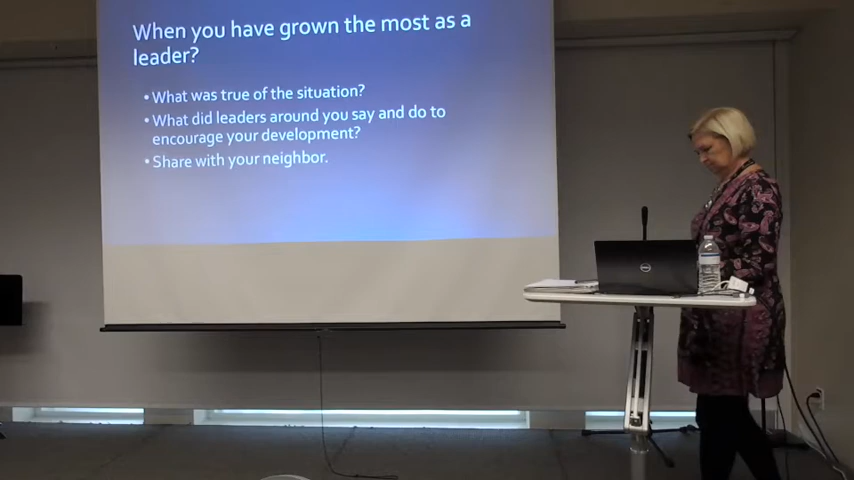 When you have grown the most as a
leader?
• What was true of the situation?
• What did leaders around you say and do to
encourage your development?
• Share with your neighbor.
DELL